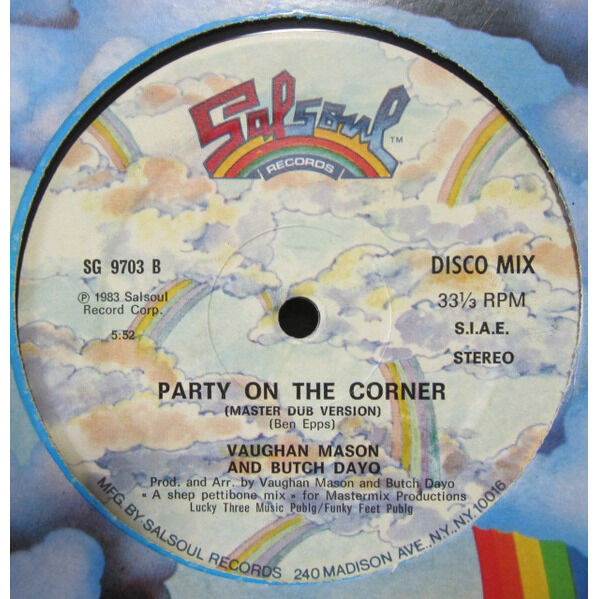 Salsoul
TM
RECORDS
SG 9703 B
℗ 1983 Salsoul
Record Corp.
5:52
DISCO MIX
33⅓ RPM
S.I.A.E.
STEREO
PARTY ON THE CORNER
(MASTER DUB VERSION)
(Ben Epps)
VAUGHAN MASON
AND BUTCH DAYO
Prod. and Arr. by Vaughan Mason and Butch Dayo
« A shep pettibone mix » for Mastermix Productions
Lucky Three Music Publg/Funky Feet Publg
MFG. BY SALSOUL RECORDS 240 MADISON AVE., N.Y., N.Y. 10016